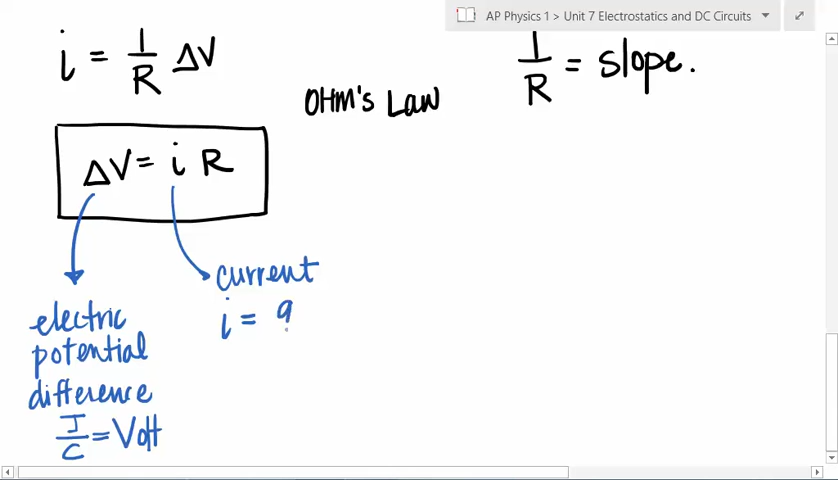 AP Physics 1 > Unit 7 Electrostatics and DC Circuits
i = 1/R ΔV
1/R = slope.
OHM's Law
ΔV = i R
current
i = q
electric
potential
difference
J/C = Volt